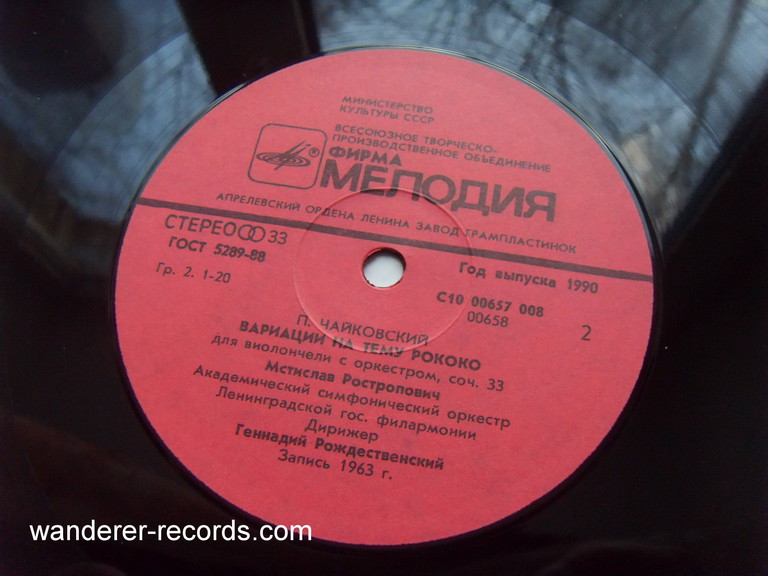 МИНИСТЕРСТВО
КУЛЬТУРЫ СССР
ВСЕСОЮЗНОЕ ТВОРЧЕСКО-
ПРОИЗВОДСТВЕННОЕ ОБЪЕДИНЕНИЕ
ФИРМА
®
МЕЛОДИЯ
АПРЕЛЕВСКИЙ ОРДЕНА ЛЕНИНА ЗАВОД ГРАМПЛАСТИНОК
СТЕРЕО 33
ГОСТ 5289-88
Гр. 2. 1-20
Год выпуска 1990
С10 00657 008
00658
2
П. ЧАЙКОВСКИЙ
ВАРИАЦИИ НА ТЕМУ РОКОКО
для виолончели с оркестром, соч. 33
Мстислав Ростропович
Академический симфонический оркестр
Ленинградской гос. филармонии
Дирижер
Геннадий Рождественский
Запись 1963 г.
wanderer-records.com